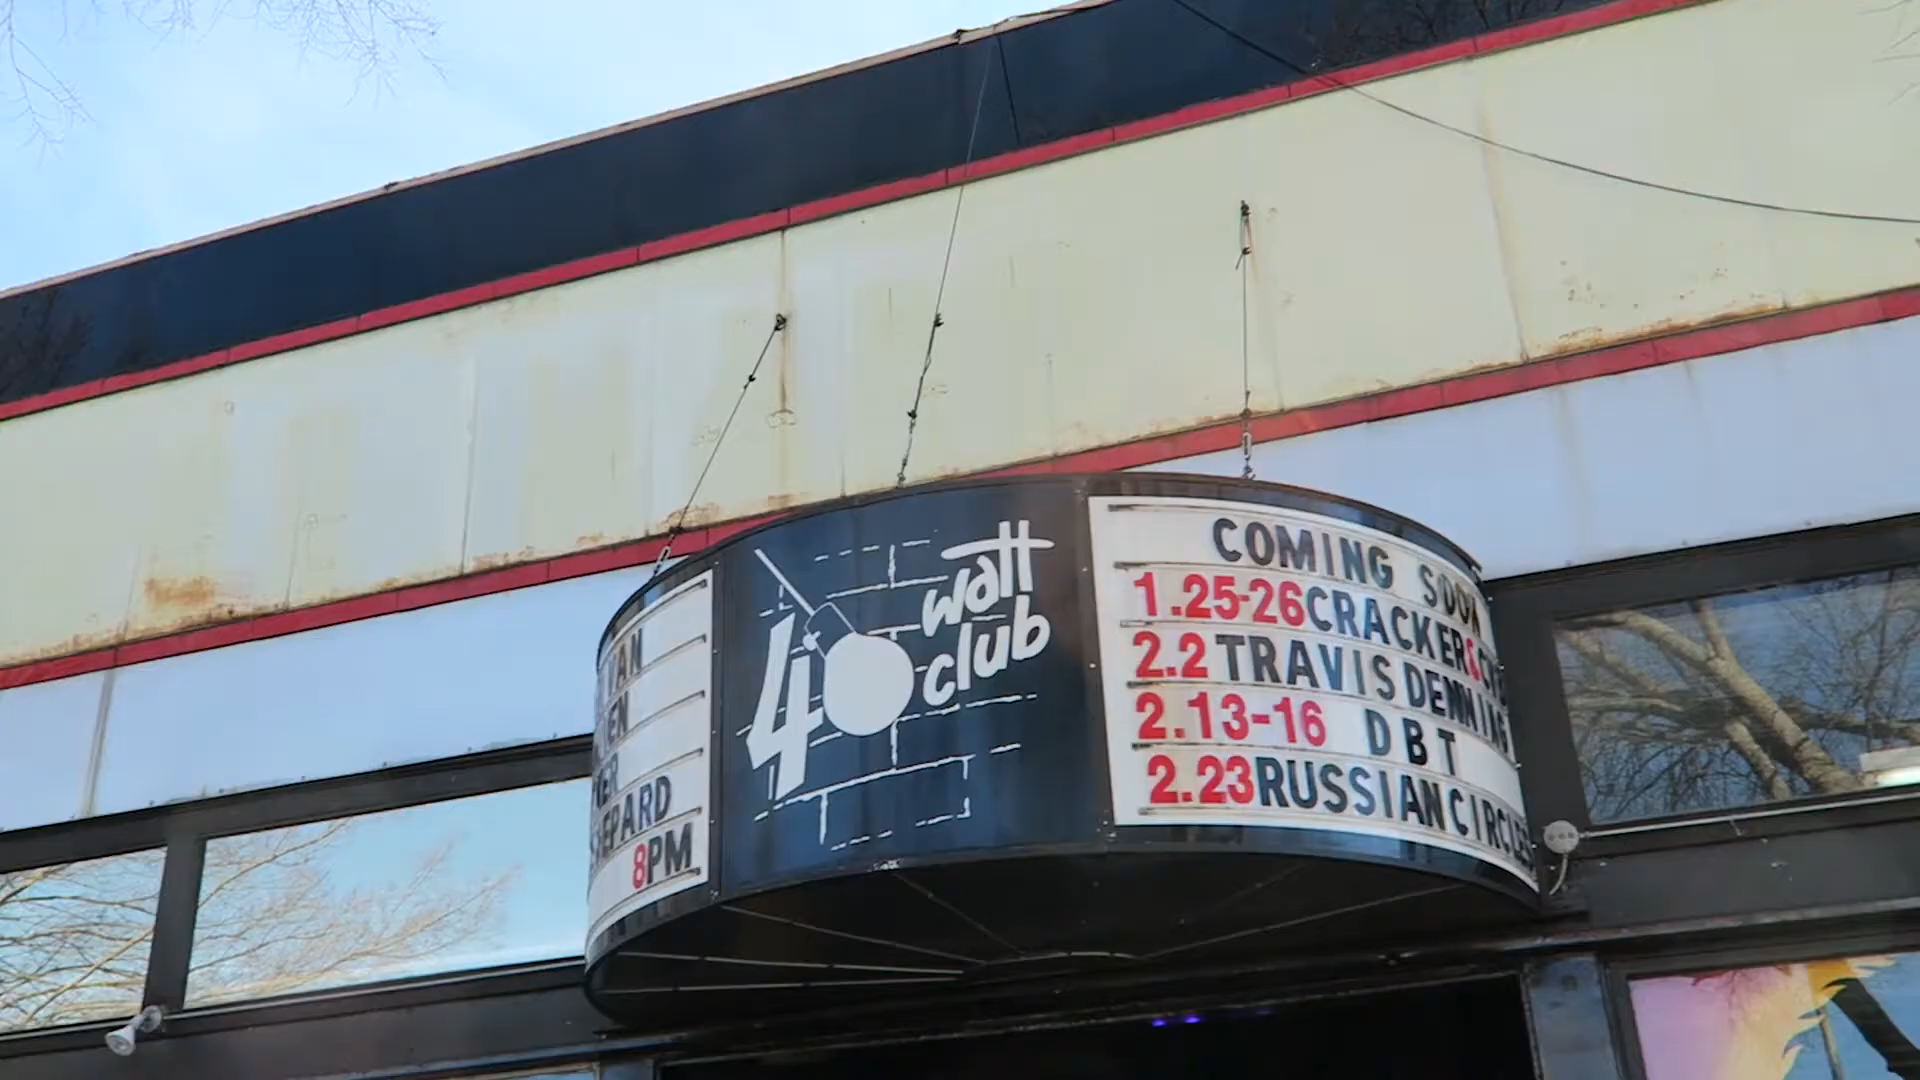 8PM
40 watt club
COMING SOON
1.25-26 CRACKER &
2.2 TRAVIS DENNING
2.13-16 DBT
2.23 RUSSIAN CIRCLES